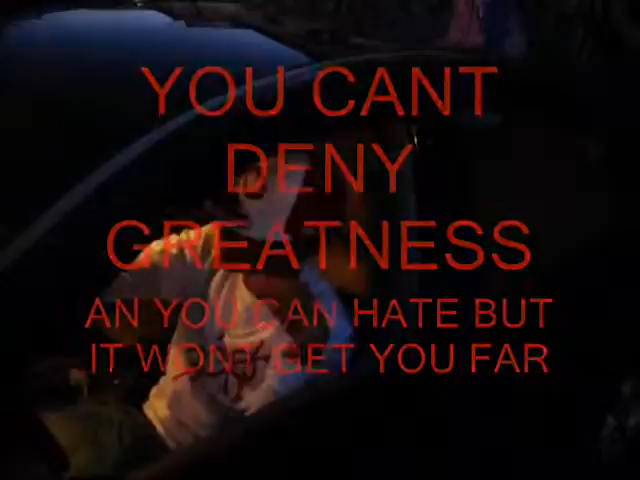 YOU CANT
DENY
GREATNESS
AN YOU CAN HATE BUT
IT WONT GET YOU FAR